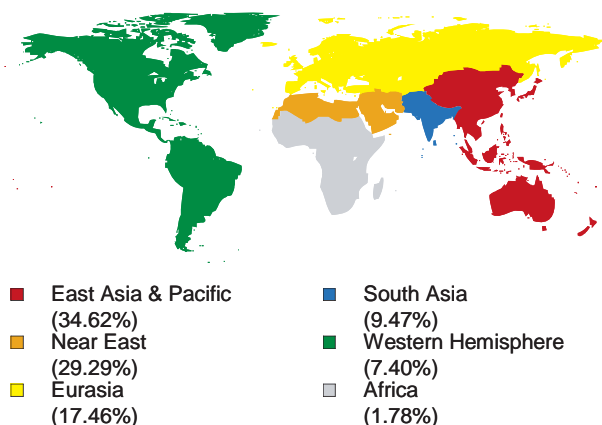 East Asia & Pacific
(34.62%)
Near East
(29.29%)
Eurasia
(17.46%)
South Asia
(9.47%)
Western Hemisphere
(7.40%)
Africa
(1.78%)